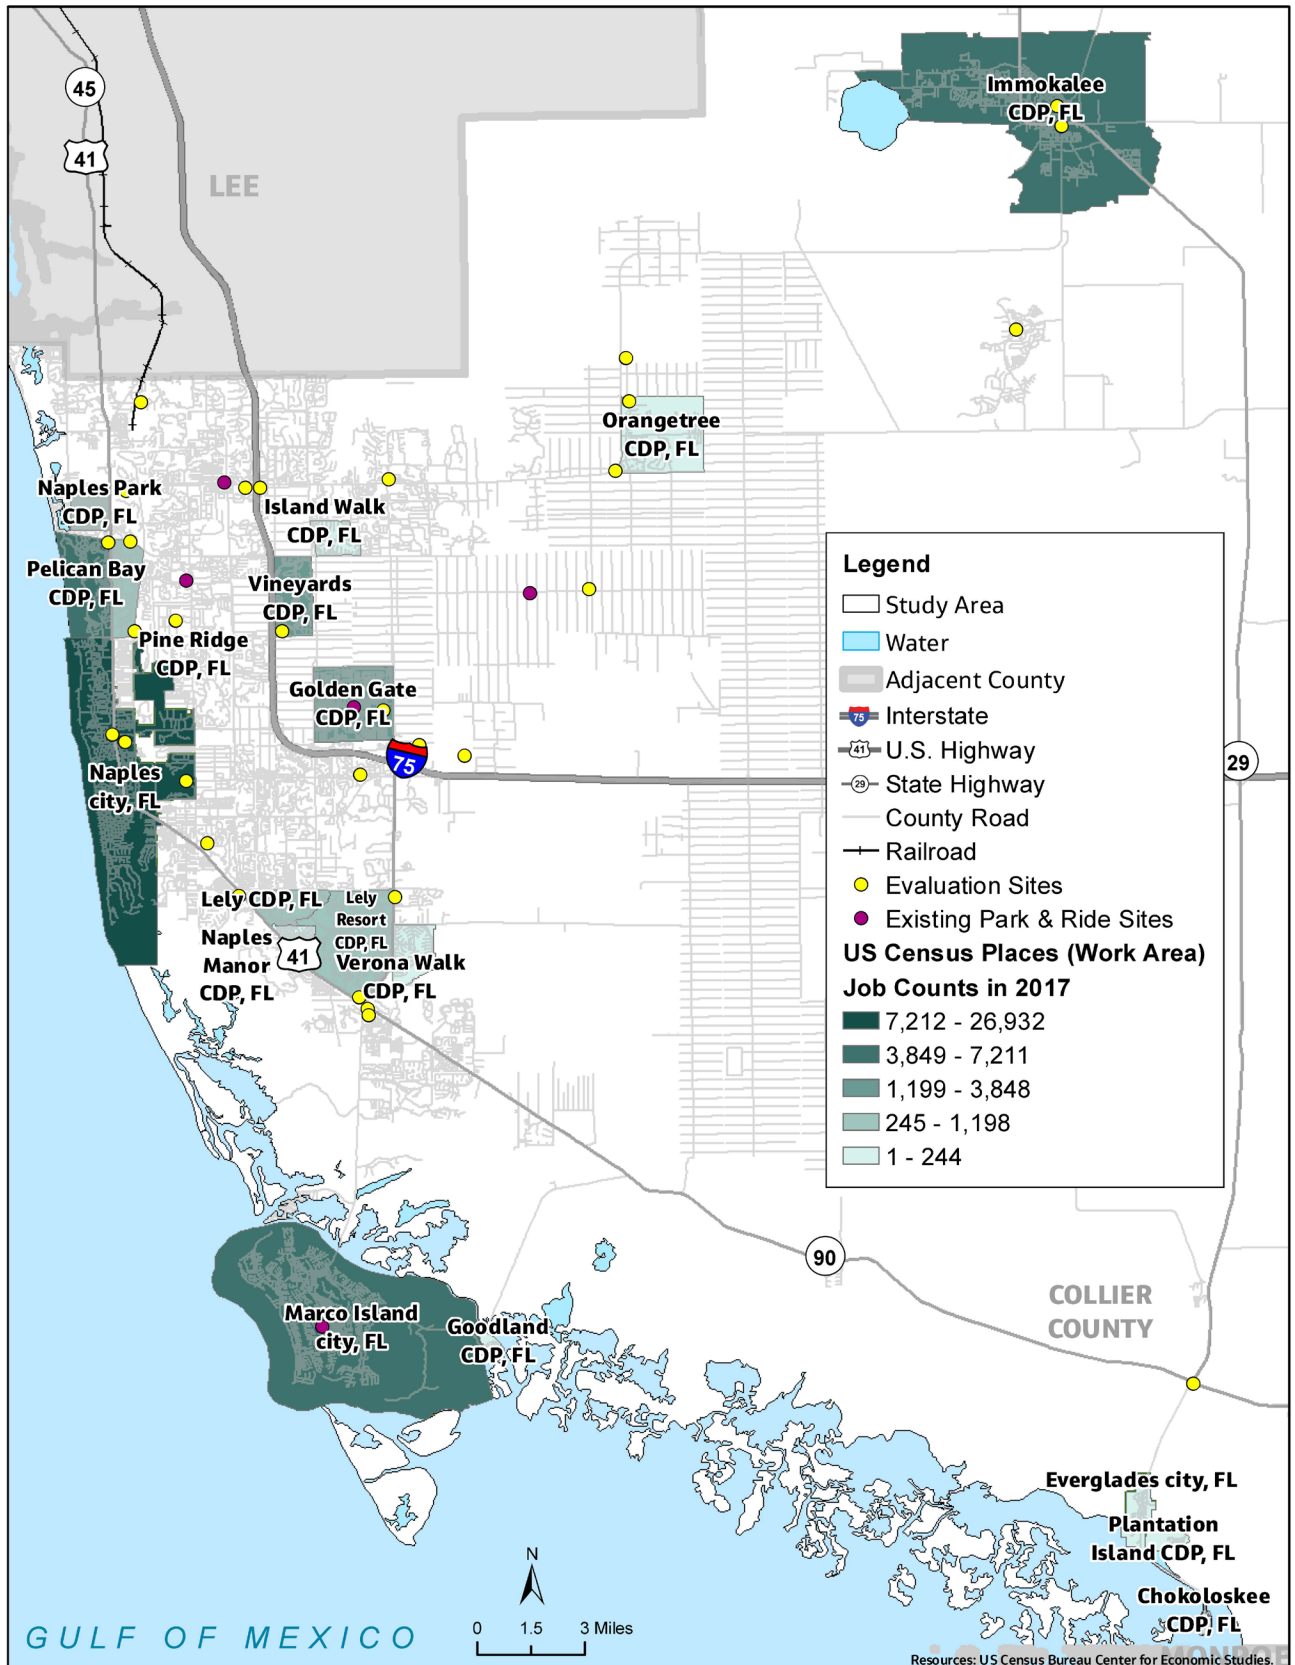 45
41
LEE
Immokalee
CDP, FL
Orangetree
CDP, FL
Naples Park
CDP, FL
Island Walk
CDP, FL
Pelican Bay
CDP, FL
Vineyards
CDP, FL
Pine Ridge
CDP, FL
Golden Gate
CDP, FL
75
29
Naples
city, FL
Lely CDP, FL
Lely
Resort
CDP, FL
Naples
Manor
CDP, FL
41
Verona Walk
CDP, FL
Legend
Study Area
Water
Adjacent County
75 Interstate
41 U.S. Highway
29 State Highway
County Road
Railroad
Evaluation Sites
Existing Park & Ride Sites
US Census Places (Work Area)
Job Counts in 2017
7,212 - 26,932
3,849 - 7,211
1,199 - 3,848
245 - 1,198
1 - 244
90
COLLIER
COUNTY
Marco Island
city, FL
Goodland
CDP, FL
Everglades city, FL
Plantation
Island CDP, FL
Chokoloskee
CDP, FL
N
0 1.5 3 Miles
GULF OF MEXICO
MONROE
Resources: US Census Bureau Center for Economic Studies.